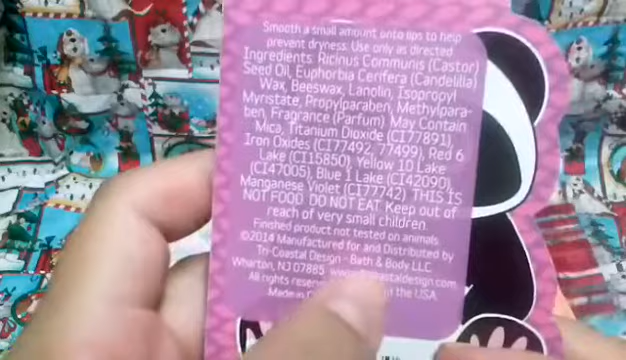 Smooth a small amount onto lips to help
prevent dryness. Use only as directed
Ingredients: Ricinus Communis (Castor)
Seed Oil, Euphorbia Cerifera (Candelilla)
Wax, Beeswax, Lanolin, Isopropyl
Myristate, Propylparaben, Methylpara-
ben, Fragrance (Parfum) May Contain
Mica, Titanium Dioxide (CI77891)
Iron Oxides (CI77492, 77499), Red 6
Lake (CI15850), Yellow 10 Lake
(CI47005), Blue 1 Lake (CI42090)
Manganese Violet (CI77742) THIS IS
NOT FOOD. DO NOT EAT Keep out of
reach of very small children.
Finished product not tested on animals.
©2014 Manufactured for and Distributed by
Tri-Coastal Design - Bath & Body LLC
Wharton, NJ 07885
All rights
Made in the USA